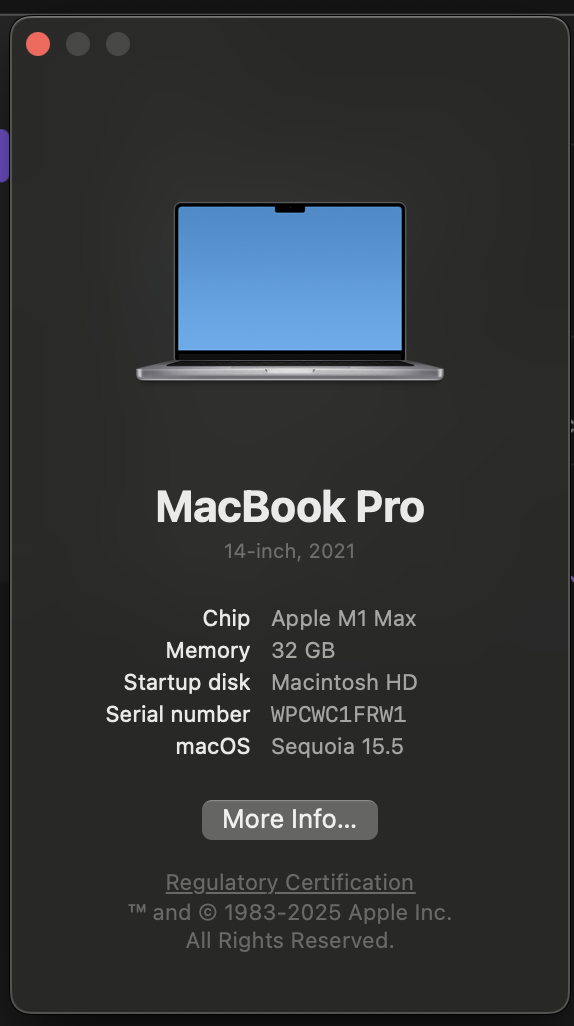 MacBook Pro
14-inch, 2021
Chip Apple M1 Max
Memory 32 GB
Startup disk Macintosh HD
Serial number WPCWC1FRW1
macOS Sequoia 15.5
More Info...
Regulatory Certification
™ and © 1983-2025 Apple Inc.
All Rights Reserved.